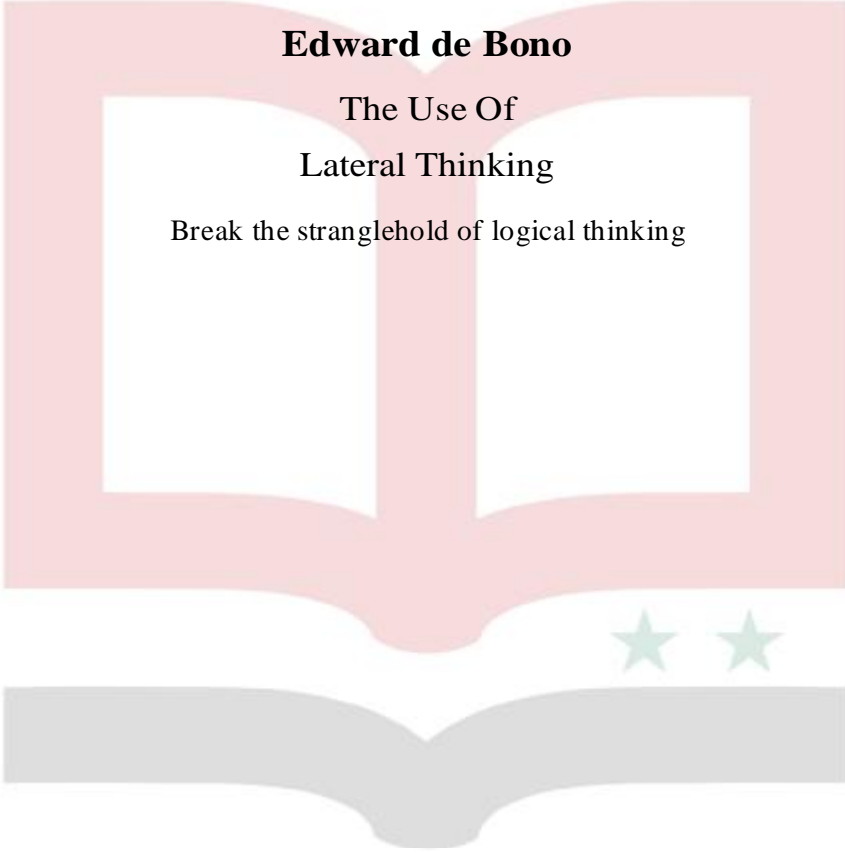 Edward de Bono
The Use Of
Lateral Thinking
Break the stranglehold of logical thinking